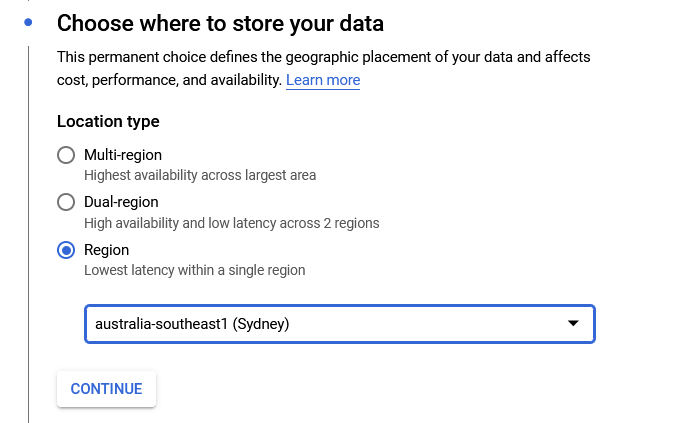 Choose where to store your data
This permanent choice defines the geographic placement of your data and affects
cost, performance, and availability. Learn more
Location type
Multi-region
Highest availability across largest area
Dual-region
High availability and low latency across 2 regions
Region
Lowest latency within a single region
australia-southeast1 (Sydney)
CONTINUE